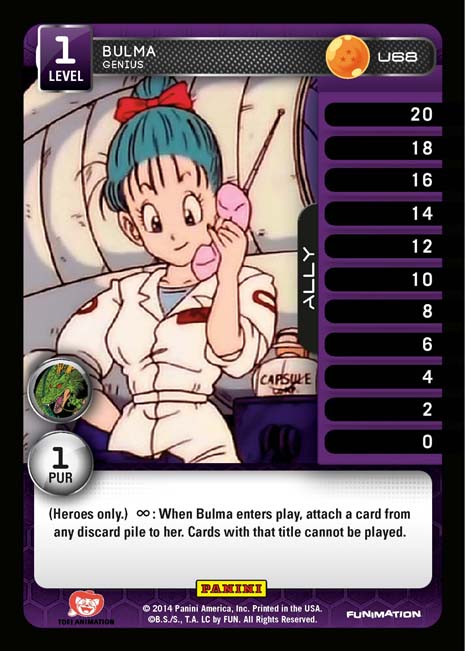 1
LEVEL
BULMA
GENIUS
U68
20
18
16
14
12
10
8
6
4
2
0
ALLY
CAPSULE
CORP.
1
PUR
(Heroes only.) ∞: When Bulma enters play, attach a card from
any discard pile to her. Cards with that title cannot be played.
PANINI
TOEI ANIMATION
© 2014 Panini America, Inc. Printed in the USA.
©B.S./S., T.A. LC by FUN. All Rights Reserved.
FUNIMATION